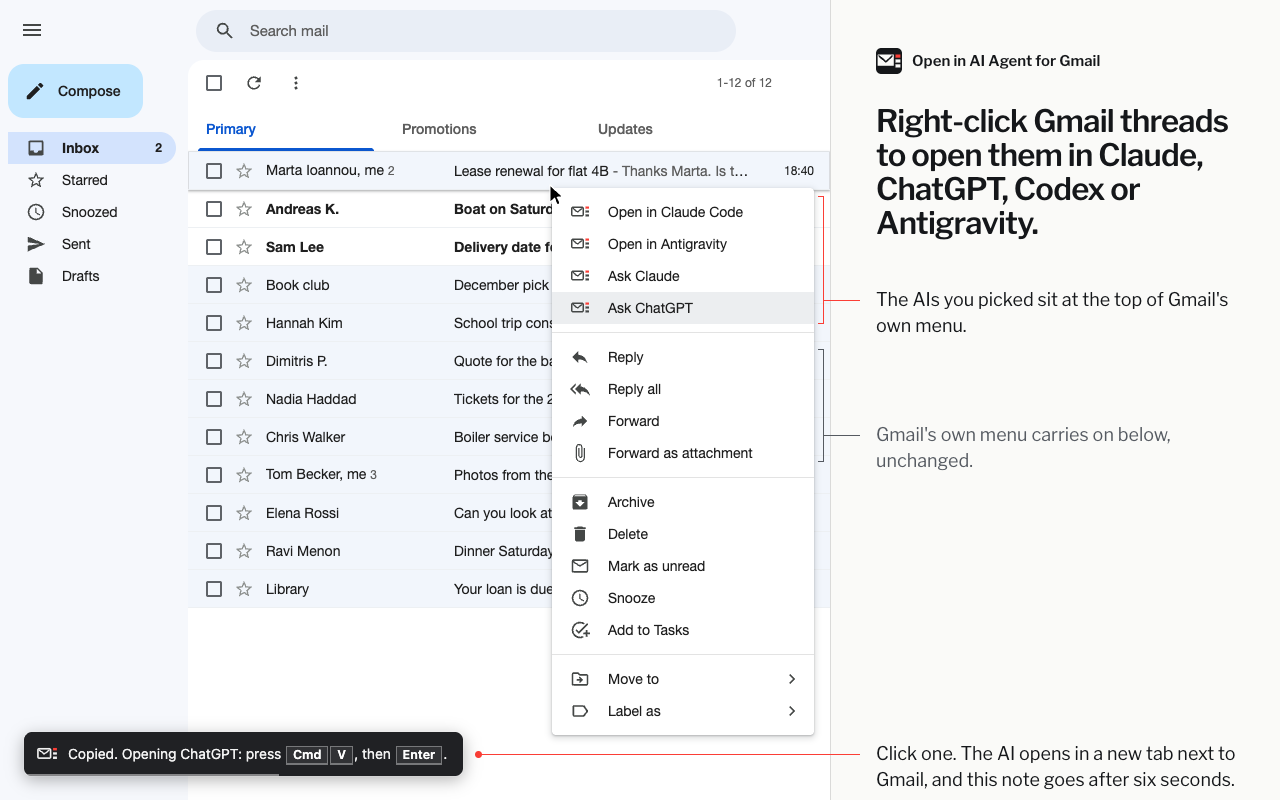 Search mail
Compose
Inbox 2
Starred
Snoozed
Sent
Drafts
1-12 of 12
Primary Promotions Updates
Marta Ioannou, me 2 Lease renewal for flat 4B - Thanks Marta. Is t… 18:40
Andreas K. Boat on Saturd
Sam Lee Delivery date fo
Book club December pick
Hannah Kim School trip cons
Dimitris P. Quote for the ba
Nadia Haddad Tickets for the 2
Chris Walker Boiler service bo
Tom Becker, me 3 Photos from the
Elena Rossi Can you look at
Ravi Menon Dinner Saturday
Library Your loan is due
Open in Claude Code
Open in Antigravity
Ask Claude
Ask ChatGPT
Reply
Reply all
Forward
Forward as attachment
Archive
Delete
Mark as unread
Snooze
Add to Tasks
Move to
Label as
Copied. Opening ChatGPT: press Cmd V, then Enter.
Open in AI Agent for Gmail
Right-click Gmail threads
to open them in Claude,
ChatGPT, Codex or
Antigravity.
The AIs you picked sit at the top of Gmail's
own menu.
Gmail's own menu carries on below,
unchanged.
Click one. The AI opens in a new tab next to
Gmail, and this note goes after six seconds.